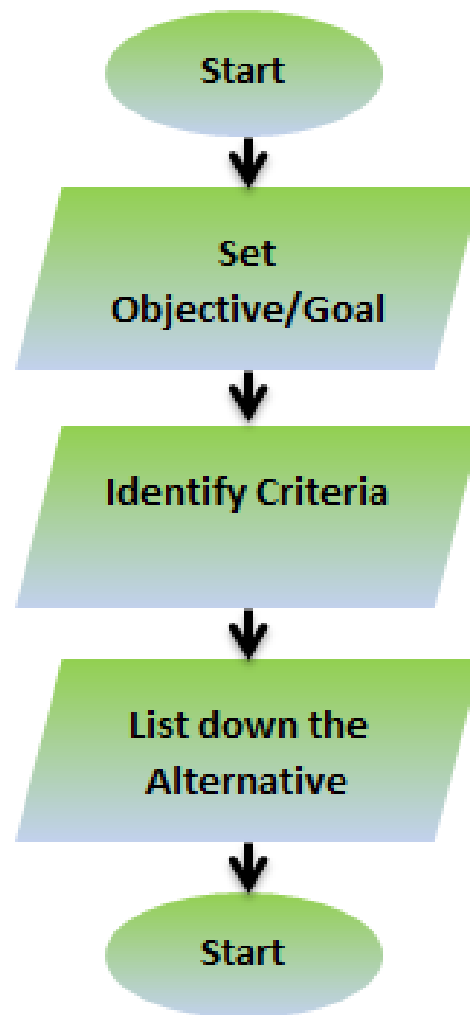 Start
Set
Objective/Goal
Identify Criteria
List down the
Alternative
Start